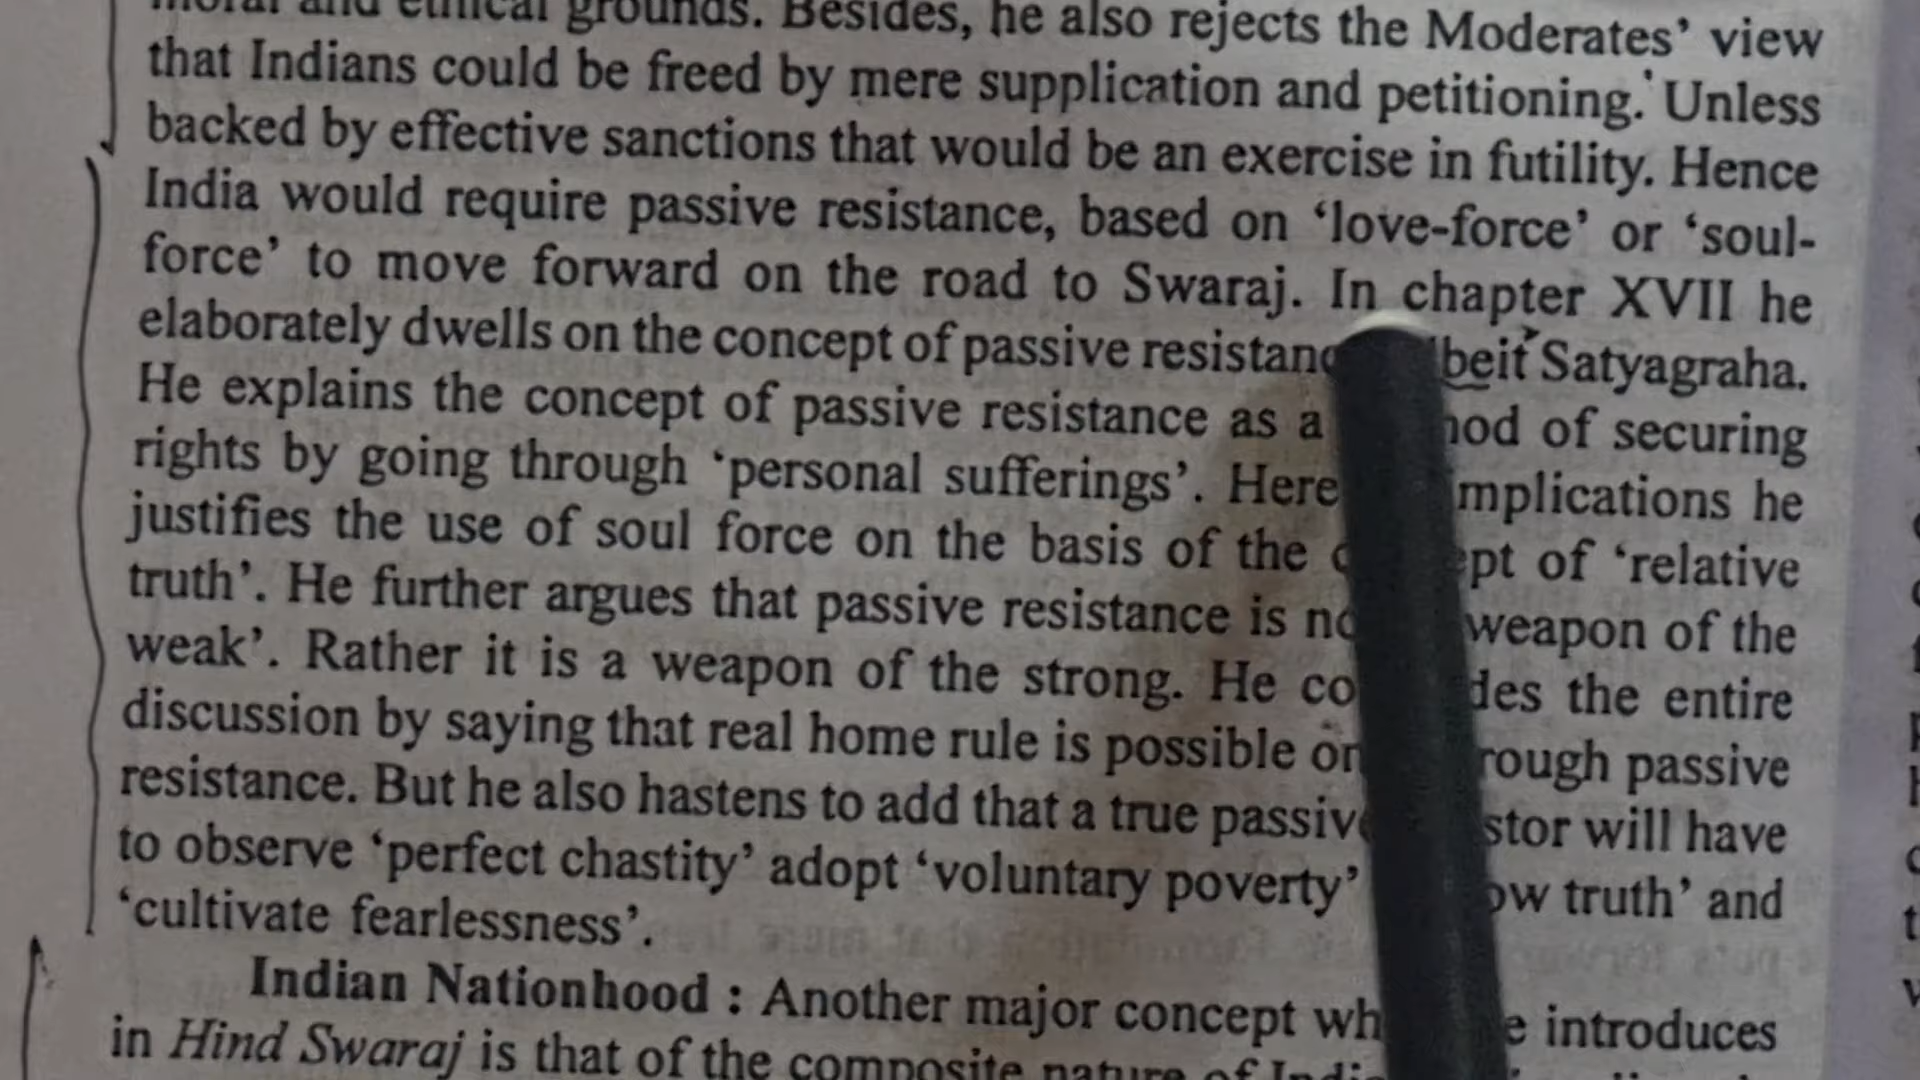 moral and ethical grounds. Besides, he also rejects the Moderates’ view
that Indians could be freed by mere supplication and petitioning. Unless
backed by effective sanctions that would be an exercise in futility. Hence
India would require passive resistance, based on ‘love-force’ or ‘soul-
force’ to move forward on the road to Swaraj. In chapter XVII he
elaborately dwells on the concept of passive resistanc beit Satyagraha.
He explains the concept of passive resistance as a hod of securing
rights by going through ‘personal sufferings’. Here mplications he
justifies the use of soul force on the basis of the c ept of ‘relative
truth’. He further argues that passive resistance is no weapon of the
weak’. Rather it is a weapon of the strong. He co des the entire
discussion by saying that real home rule is possible on rough passive
resistance. But he also hastens to add that a true passive stor will have
to observe ‘perfect chastity’ adopt ‘voluntary poverty’ ow truth’ and
‘cultivate fearlessness’.
Indian Nationhood : Another major concept wh e introduces
in Hind Swaraj is that of the composite nature of Indi